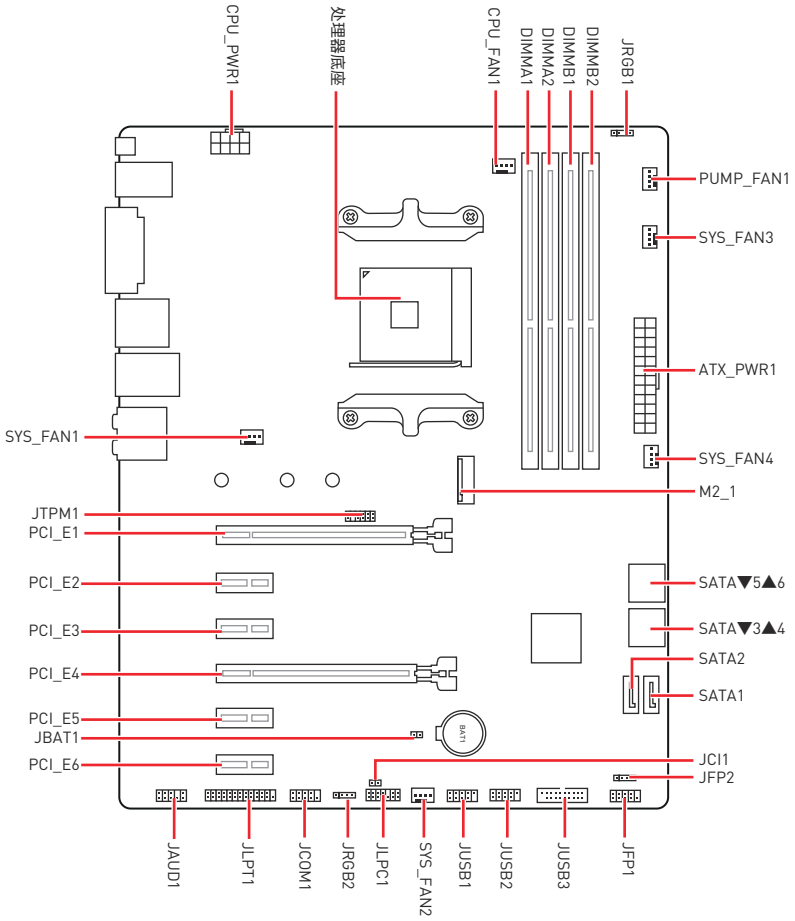 CPU_PWR1
处理器底座
CPU_FAN1
DIMMA1
DIMMA2
DIMMB1
DIMMB2
JRGB1
PUMP_FAN1
SYS_FAN3
ATX_PWR1
SYS_FAN1
SYS_FAN4
M2_1
JTPM1
PCI_E1
PCI_E2
SATA▼5▲6
PCI_E3
SATA▼3▲4
SATA2
PCI_E4
SATA1
PCI_E5
JBAT1
BAT1
PCI_E6
JCI1
JFP2
JAUD1
JLPT1
JCOM1
JRGB2
JLPC1
SYS_FAN2
JUSB1
JUSB2
JUSB3
JFP1